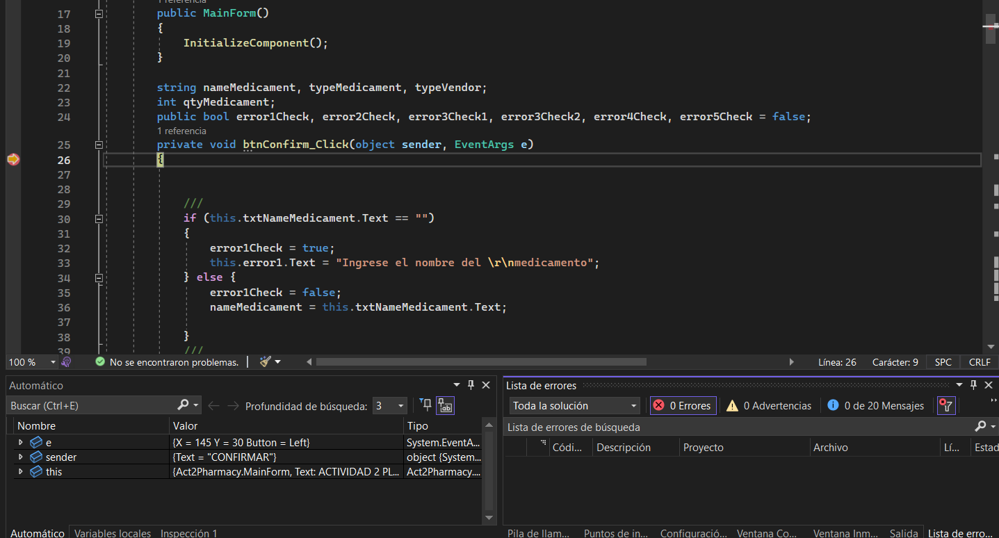 1 referencia
17 public MainForm()
18 {
19 InitializeComponent();
20 }
21
22 string nameMedicament, typeMedicament, typeVendor;
23 int qtyMedicament;
24 public bool error1Check, error2Check, error3Check1, error3Check2, error4Check, error5Check = false;
1 referencia
25 private void btnConfirm_Click(object sender, EventArgs e)
26 {
27
28
29 ///
30 if (this.txtNameMedicament.Text == "")
31 {
32 error1Check = true;
33 this.error1.Text = "Ingrese el nombre del \r\nmedicamento";
34 } else {
35 error1Check = false;
36 nameMedicament = this.txtNameMedicament.Text;
37
38 }
39 ///
100 % No se encontraron problemas. Línea: 26 Carácter: 9 SPC CRLF
Automático
Buscar (Ctrl+E) Profundidad de búsqueda: 3
Nombre Valor Tipo
e {X = 145 Y = 30 Button = Left} System.EventA...
sender {Text = "CONFIRMAR"} object {System...
this {Act2Pharmacy.MainForm, Text: ACTIVIDAD 2 PL... Act2Pharmacy....
Automático Variables locales Inspección 1
Lista de errores
Toda la solución 0 Errores 0 Advertencias 0 de 20 Mensajes
Lista de errores de búsqueda
Códi... Descripción Proyecto Archivo Lí... Estad
Pila de llam... Puntos de in... Configuració... Ventana Co... Ventana Inm... Salida Lista de erro...